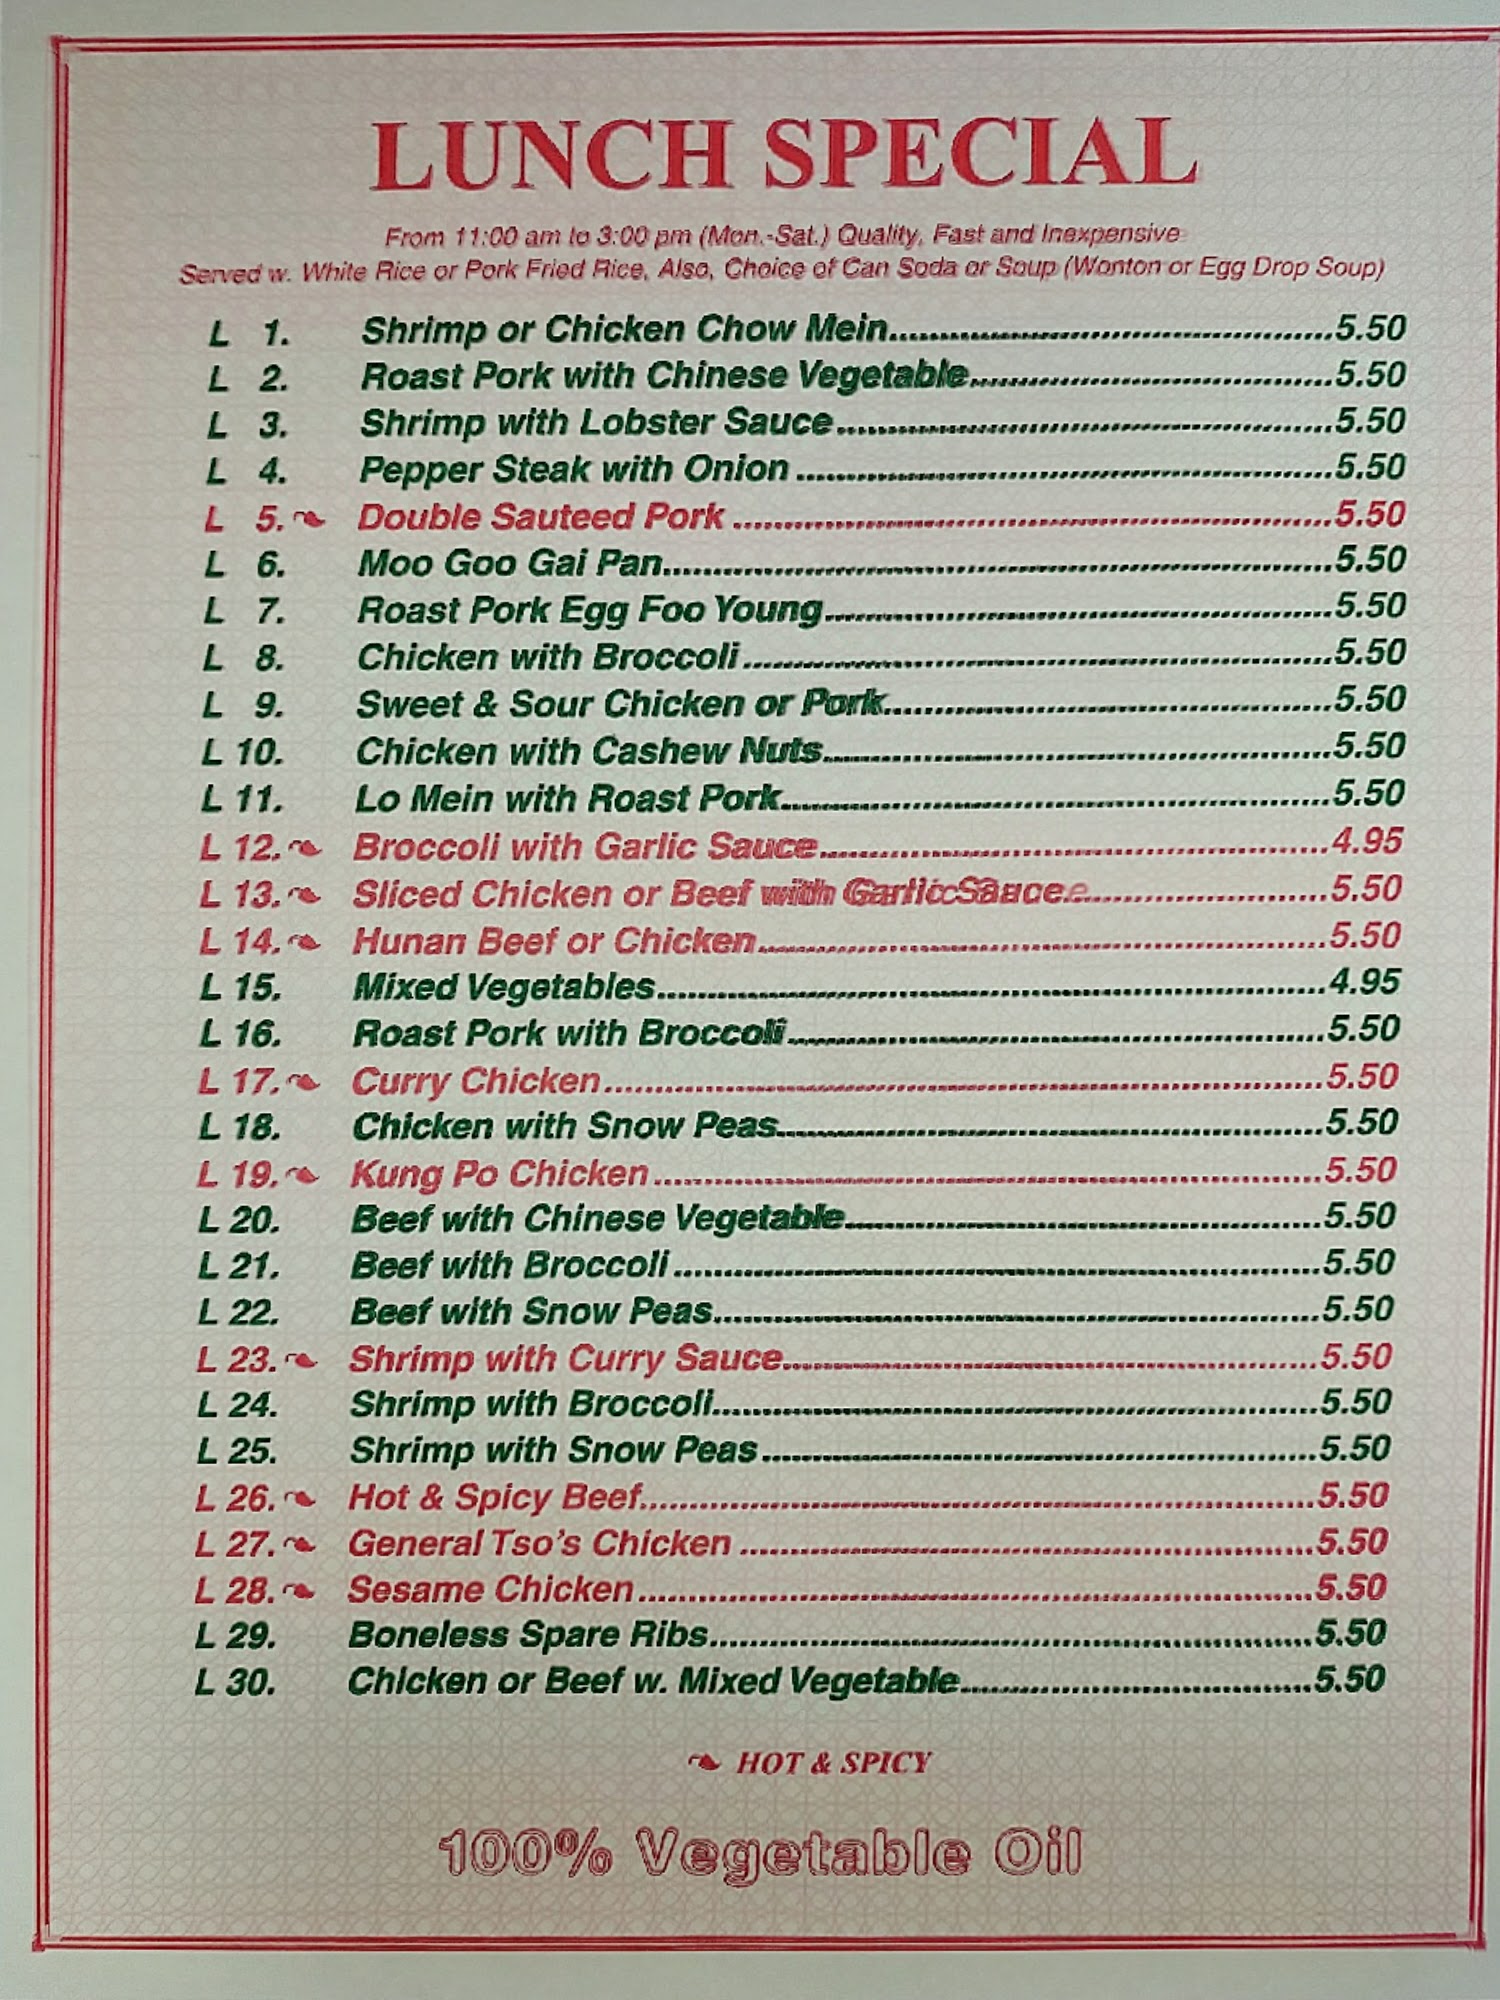 LUNCH SPECIAL
From 11:00 am to 3:00 pm (Mon.-Sat.) Quality, Fast and Inexpensive
Served w. White Rice or Pork Fried Rice, Also, Choice of Can Soda or Soup (Wonton or Egg Drop Soup)
L 1. Shrimp or Chicken Chow Mein 5.50
L 2. Roast Pork with Chinese Vegetable 5.50
L 3. Shrimp with Lobster Sauce 5.50
L 4. Pepper Steak with Onion 5.50
L 5. Double Sauteed Pork 5.50
L 6. Moo Goo Gai Pan 5.50
L 7. Roast Pork Egg Foo Young 5.50
L 8. Chicken with Broccoli 5.50
L 9. Sweet & Sour Chicken or Pork 5.50
L 10. Chicken with Cashew Nuts 5.50
L 11. Lo Mein with Roast Pork 5.50
L 12. Broccoli with Garlic Sauce 4.95
L 13. Sliced Chicken or Beef with Garlic Sauce 5.50
L 14. Hunan Beef or Chicken 5.50
L 15. Mixed Vegetables 4.95
L 16. Roast Pork with Broccoli 5.50
L 17. Curry Chicken 5.50
L 18. Chicken with Snow Peas 5.50
L 19. Kung Po Chicken 5.50
L 20. Beef with Chinese Vegetable 5.50
L 21. Beef with Broccoli 5.50
L 22. Beef with Snow Peas 5.50
L 23. Shrimp with Curry Sauce 5.50
L 24. Shrimp with Broccoli 5.50
L 25. Shrimp with Snow Peas 5.50
L 26. Hot & Spicy Beef 5.50
L 27. General Tso's Chicken 5.50
L 28. Sesame Chicken 5.50
L 29. Boneless Spare Ribs 5.50
L 30. Chicken or Beef w. Mixed Vegetable 5.50
HOT & SPICY
100% Vegetable Oil